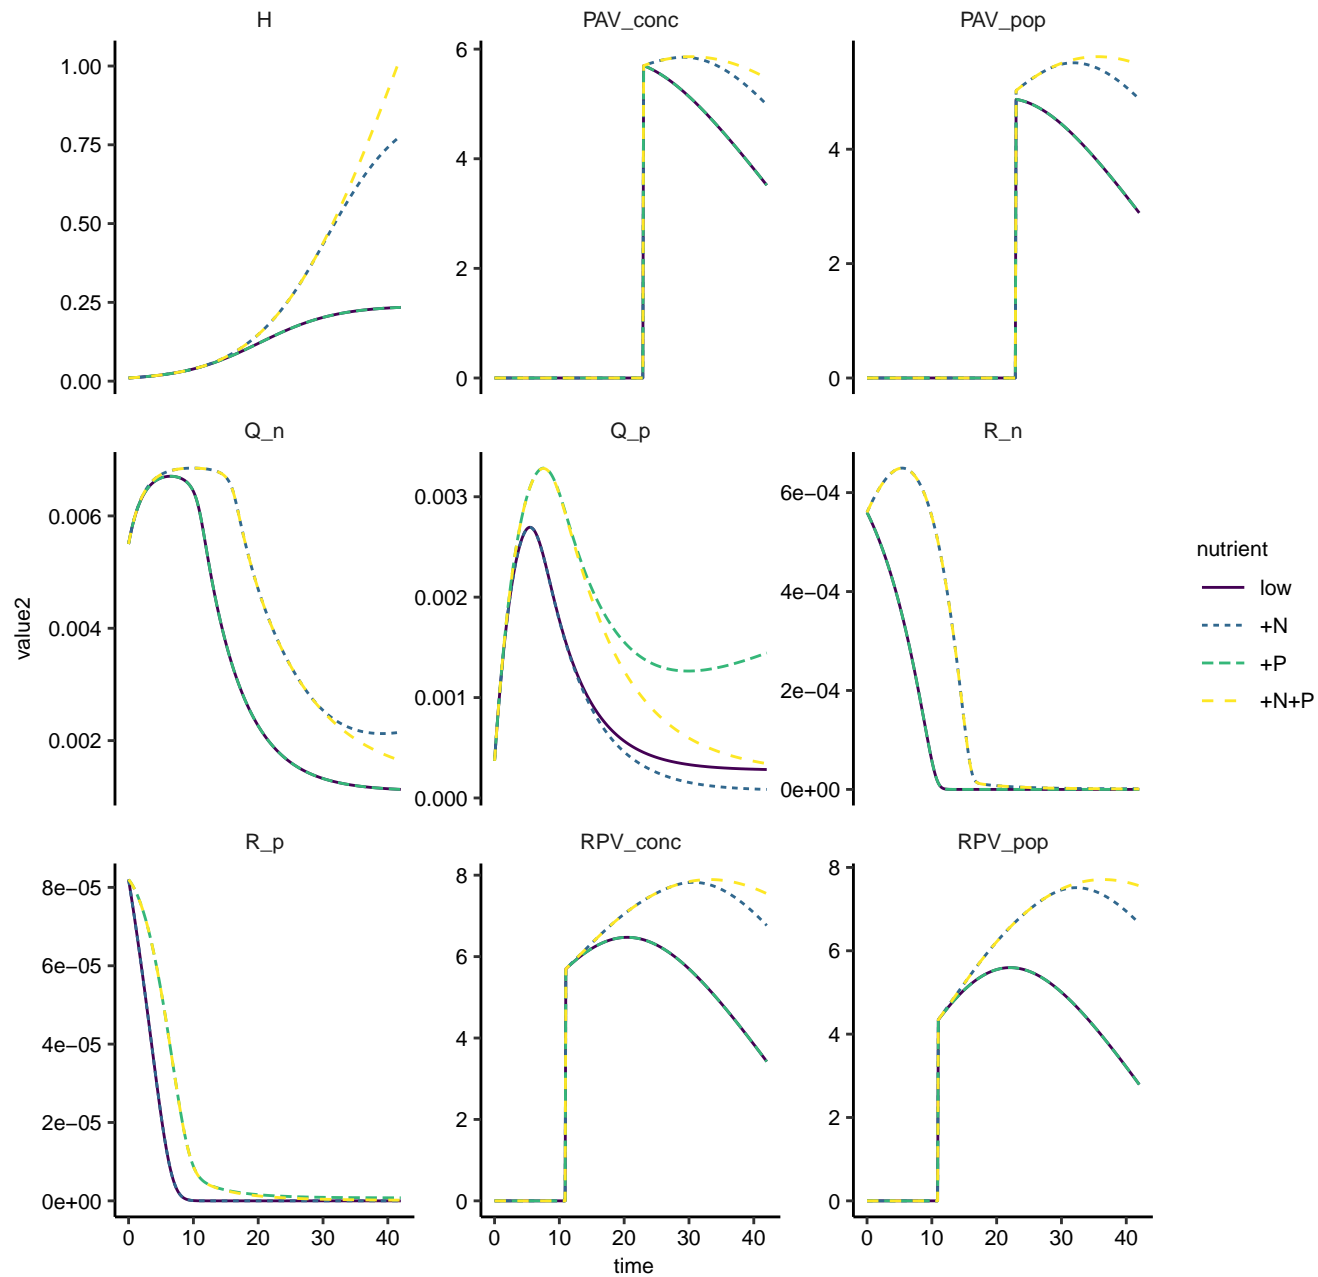 H PAV_conc PAV_pop
1.00
0.75
0.50
0.25
0.00
6
4
2
0
4
2
0
Q_n Q_p R_n
value2
0.006
0.004
0.002
0.003
0.002
0.001
0.000
6e−04
4e−04
2e−04
0e+00
nutrient
low
+N
+P
+N+P
R_p RPV_conc RPV_pop
8e−05
6e−05
4e−05
2e−05
0e+00
8
6
4
2
0
8
6
4
2
0
0 10 20 30 40 0 10 20 30 40 0 10 20 30 40
time